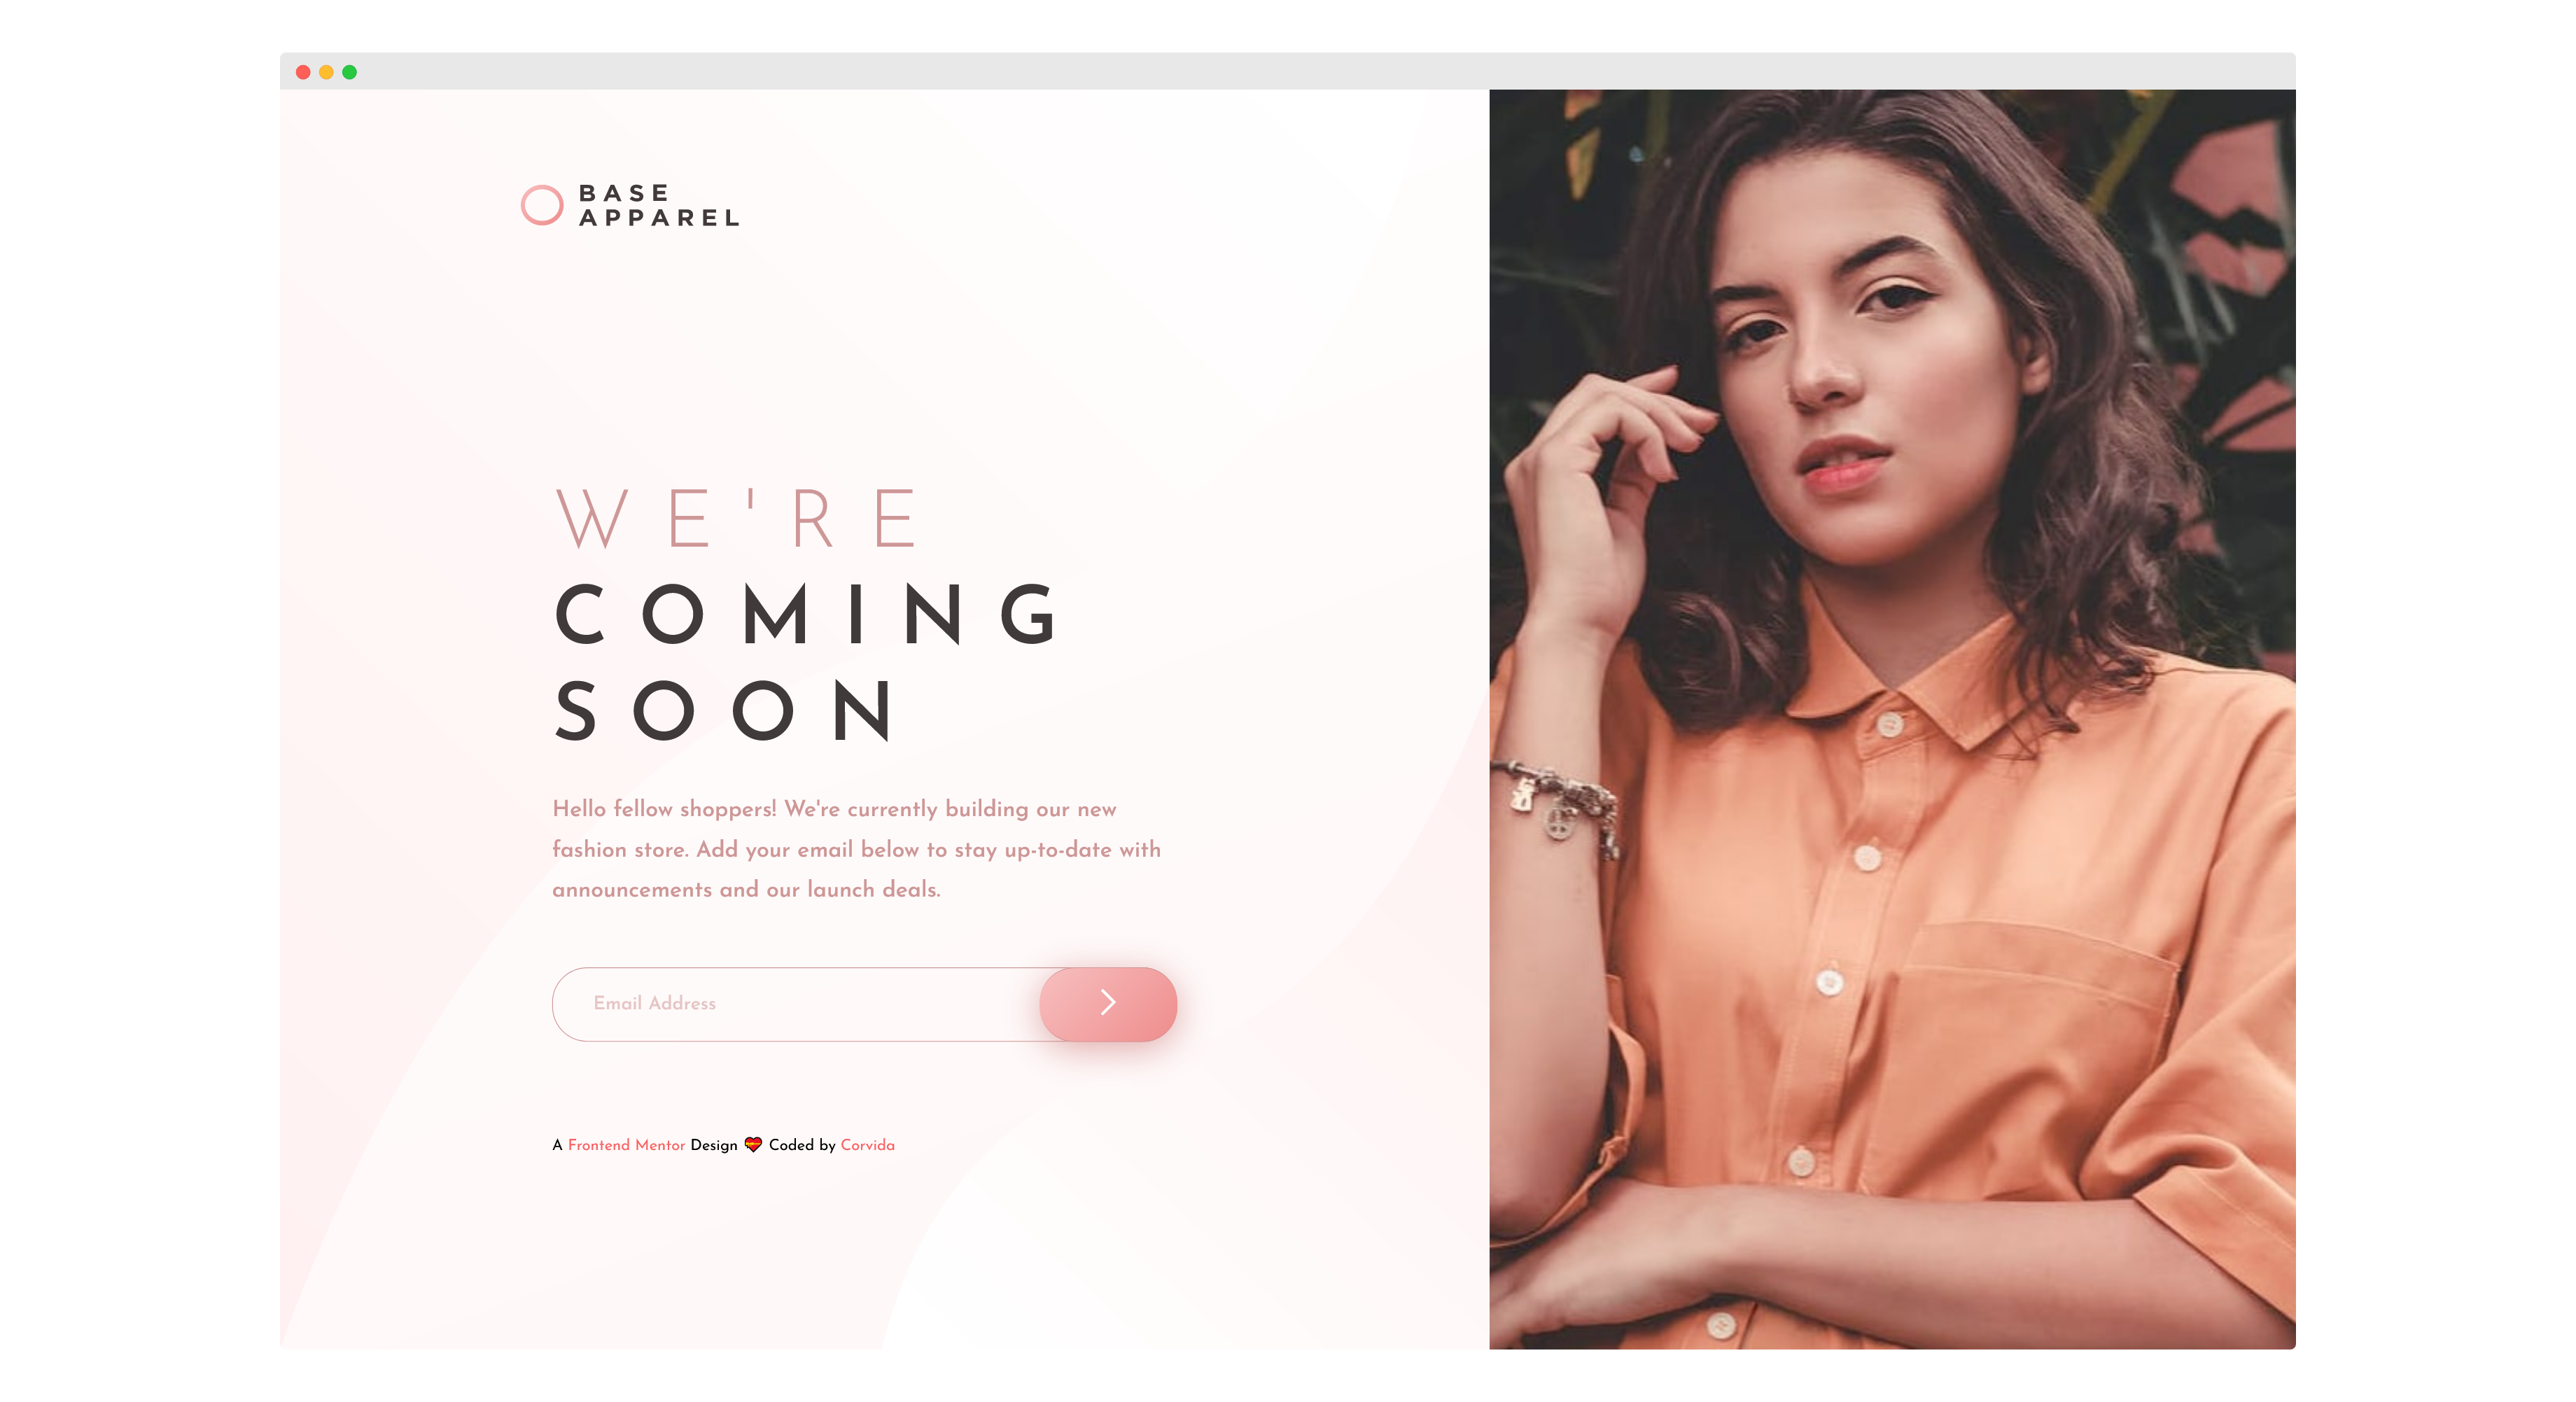 BASE
APPAREL
WE'RE
COMING
SOON
Hello fellow shoppers! We're currently building our new
fashion store. Add your email below to stay up-to-date with
announcements and our launch deals.
Email Address
A Frontend Mentor Design Coded by Corvida